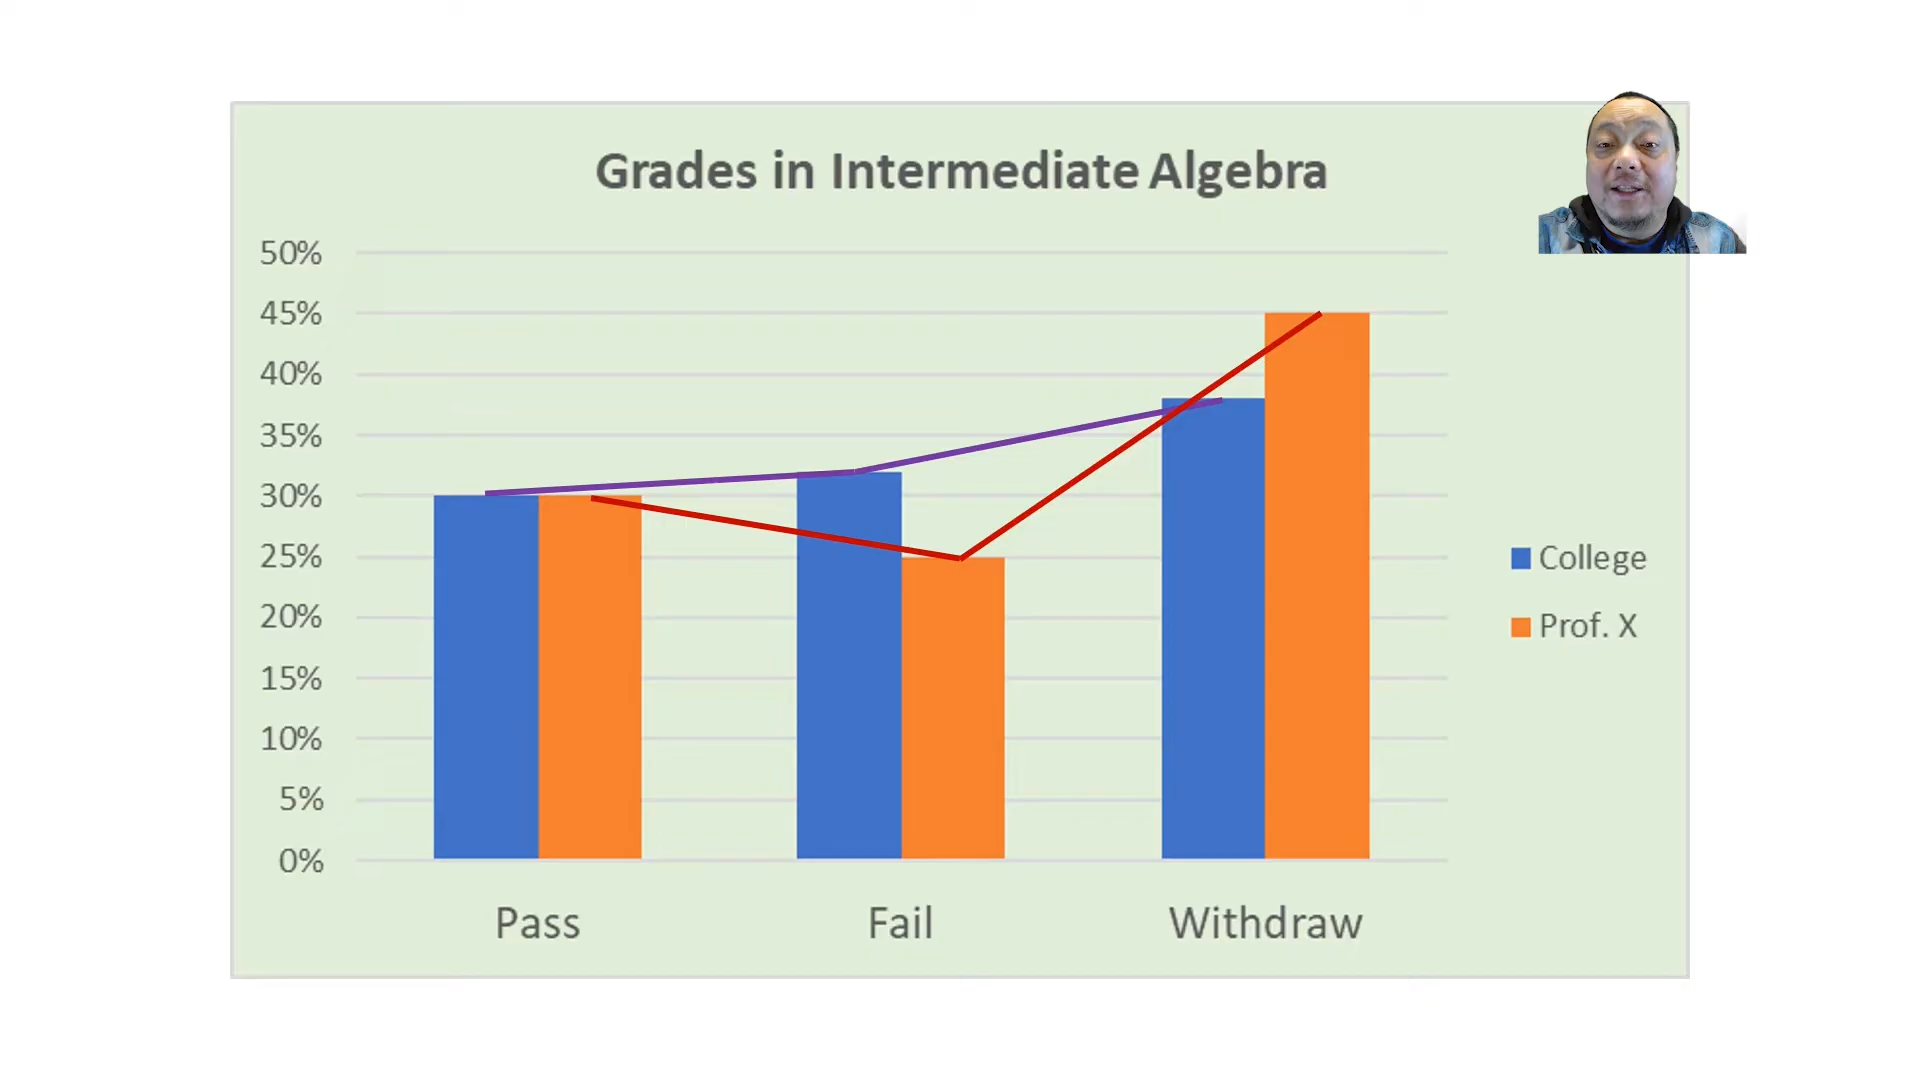 Grades in Intermediate Algebra
50%
45%
40%
35%
30%
25%
20%
15%
10%
5%
0%
Pass Fail Withdraw
College
Prof. X